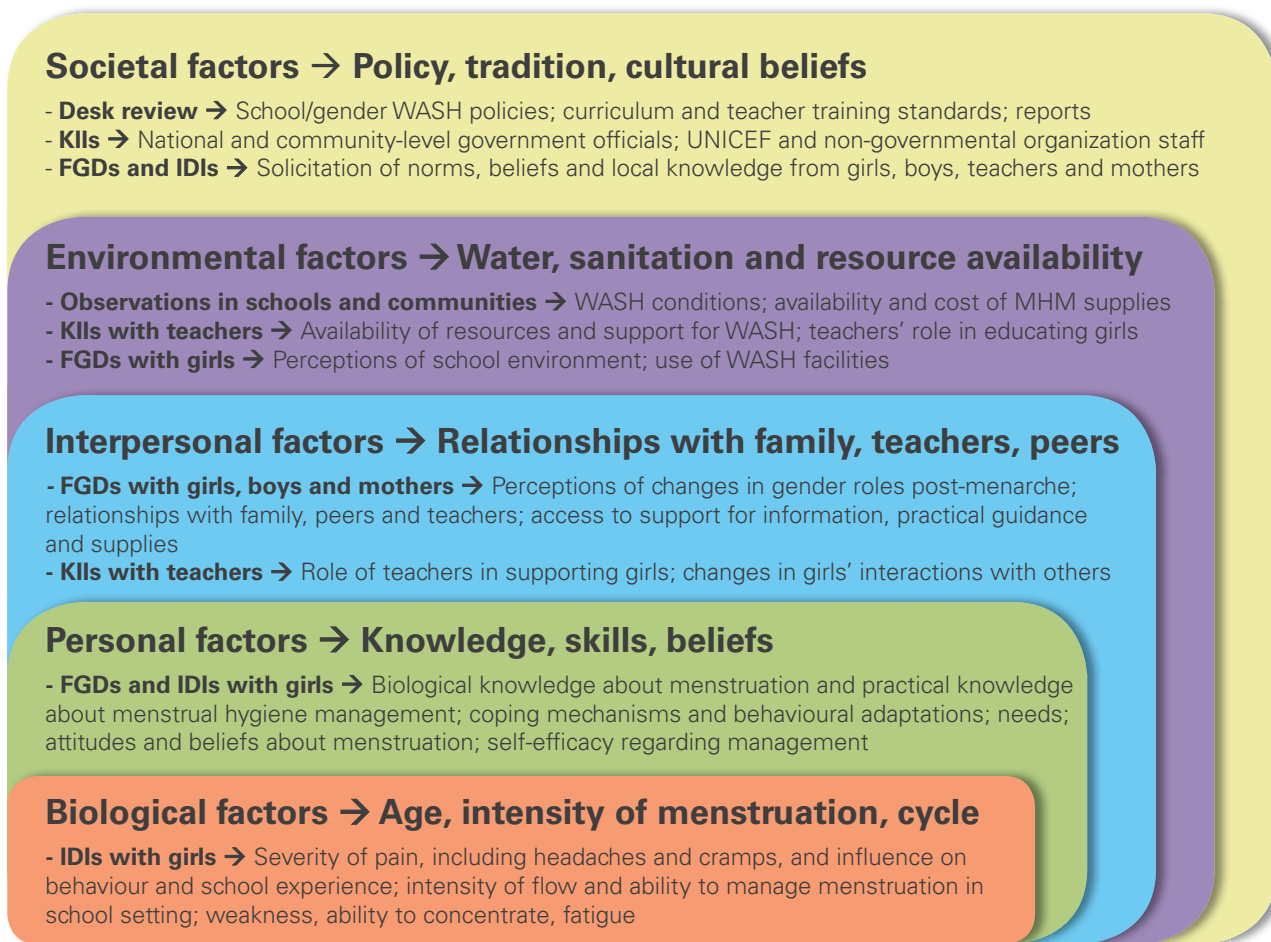 Societal factors → Policy, tradition, cultural beliefs
- Desk review → School/gender WASH policies; curriculum and teacher training standards; reports
- KIIs → National and community-level government officials; UNICEF and non-governmental organization staff
- FGDs and IDIs → Solicitation of norms, beliefs and local knowledge from girls, boys, teachers and mothers
Environmental factors → Water, sanitation and resource availability
- Observations in schools and communities → WASH conditions; availability and cost of MHM supplies
- KIIs with teachers → Availability of resources and support for WASH; teachers’ role in educating girls
- FGDs with girls → Perceptions of school environment; use of WASH facilities
Interpersonal factors → Relationships with family, teachers, peers
- FGDs with girls, boys and mothers → Perceptions of changes in gender roles post-menarche;
relationships with family, peers and teachers; access to support for information, practical guidance
and supplies
- KIIs with teachers → Role of teachers in supporting girls; changes in girls’ interactions with others
Personal factors → Knowledge, skills, beliefs
- FGDs and IDIs with girls → Biological knowledge about menstruation and practical knowledge
about menstrual hygiene management; coping mechanisms and behavioural adaptations; needs;
attitudes and beliefs about menstruation; self-efficacy regarding management
Biological factors → Age, intensity of menstruation, cycle
- IDIs with girls → Severity of pain, including headaches and cramps, and influence on
behaviour and school experience; intensity of flow and ability to manage menstruation in
school setting; weakness, ability to concentrate, fatigue